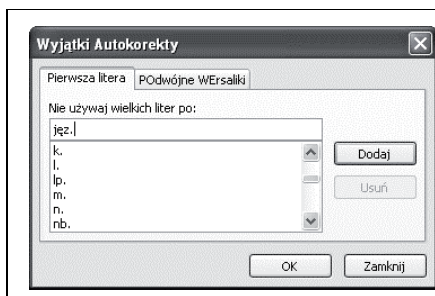 Wyjątki Autokorekty
Pierwsza litera
POdwójne WErsaliki
Nie używaj wielkich liter po:
jęz.
k.
l.
lp.
m.
n.
nb.
Dodaj
Usuń
OK
Zamknij